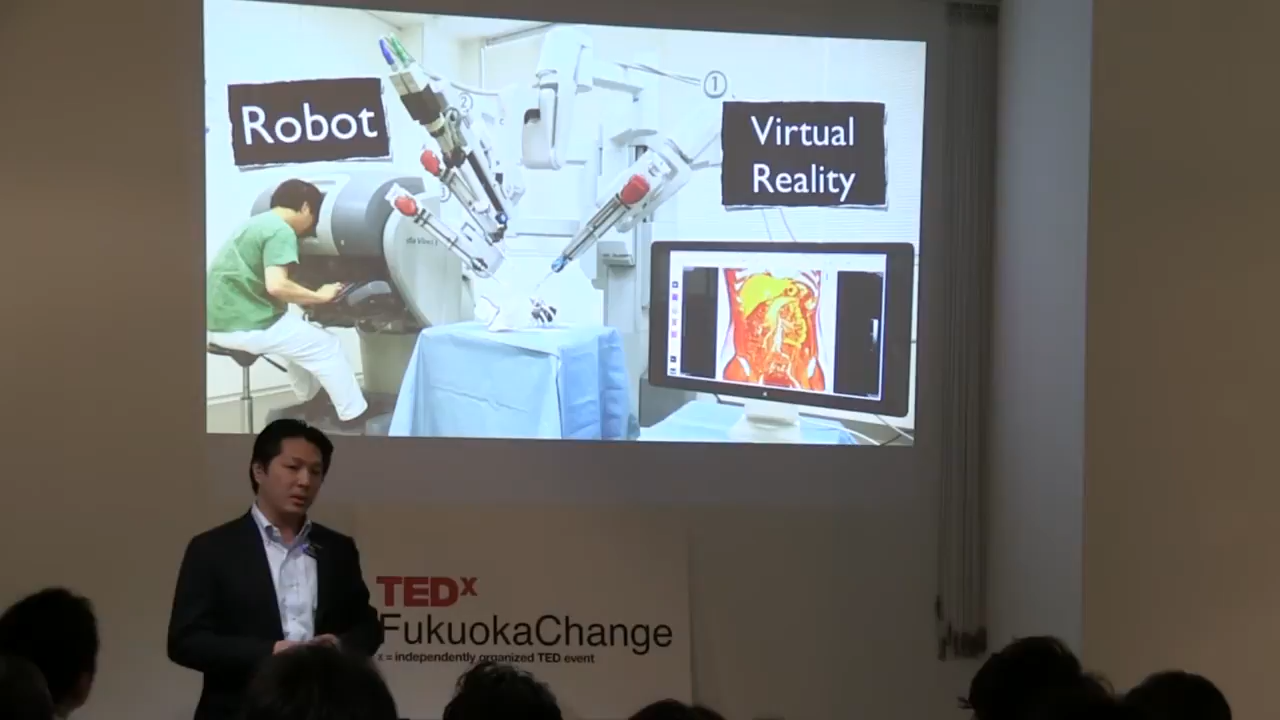 Robot
②
①
Virtual
Reality
da Vinci
TEDx
FukuokaChange
x = independently organized TED event